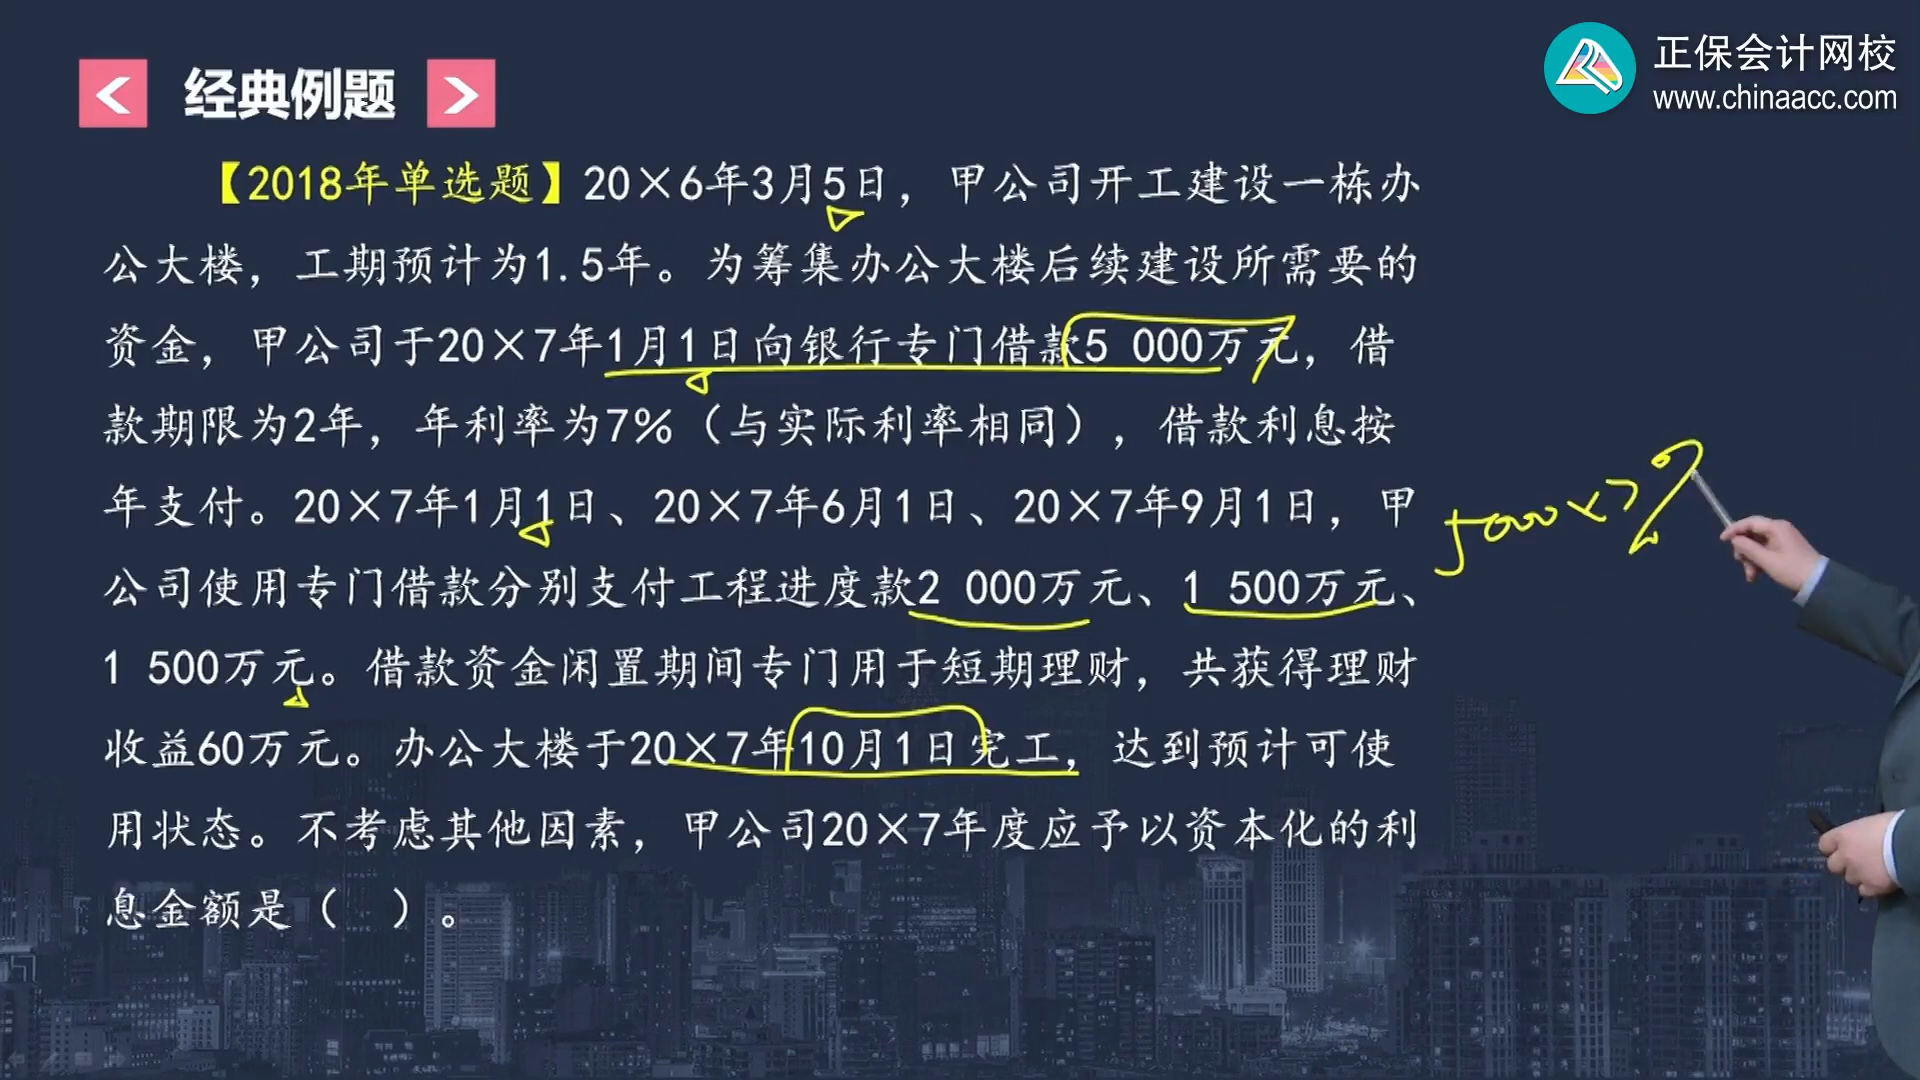 正保会计网校
www.chinaacc.com
经典例题
【2018年单选题】20×6年3月5日，甲公司开工建设一栋办
公大楼，工期预计为1.5年。为筹集办公大楼后续建设所需要的
资金，甲公司于20×7年1月1日向银行专门借款5 000万元，借
款期限为2年，年利率为7%（与实际利率相同），借款利息按
年支付。20×7年1月1日、20×7年6月1日、20×7年9月1日，甲
公司使用专门借款分别支付工程进度款2 000万元、1 500万元、
1 500万元。借款资金闲置期间专门用于短期理财，共获得理财
收益60万元。办公大楼于20×7年10月1日完工，达到预计可使
用状态。不考虑其他因素，甲公司20×7年度应予以资本化的利
息金额是（ ）。
5000×7%